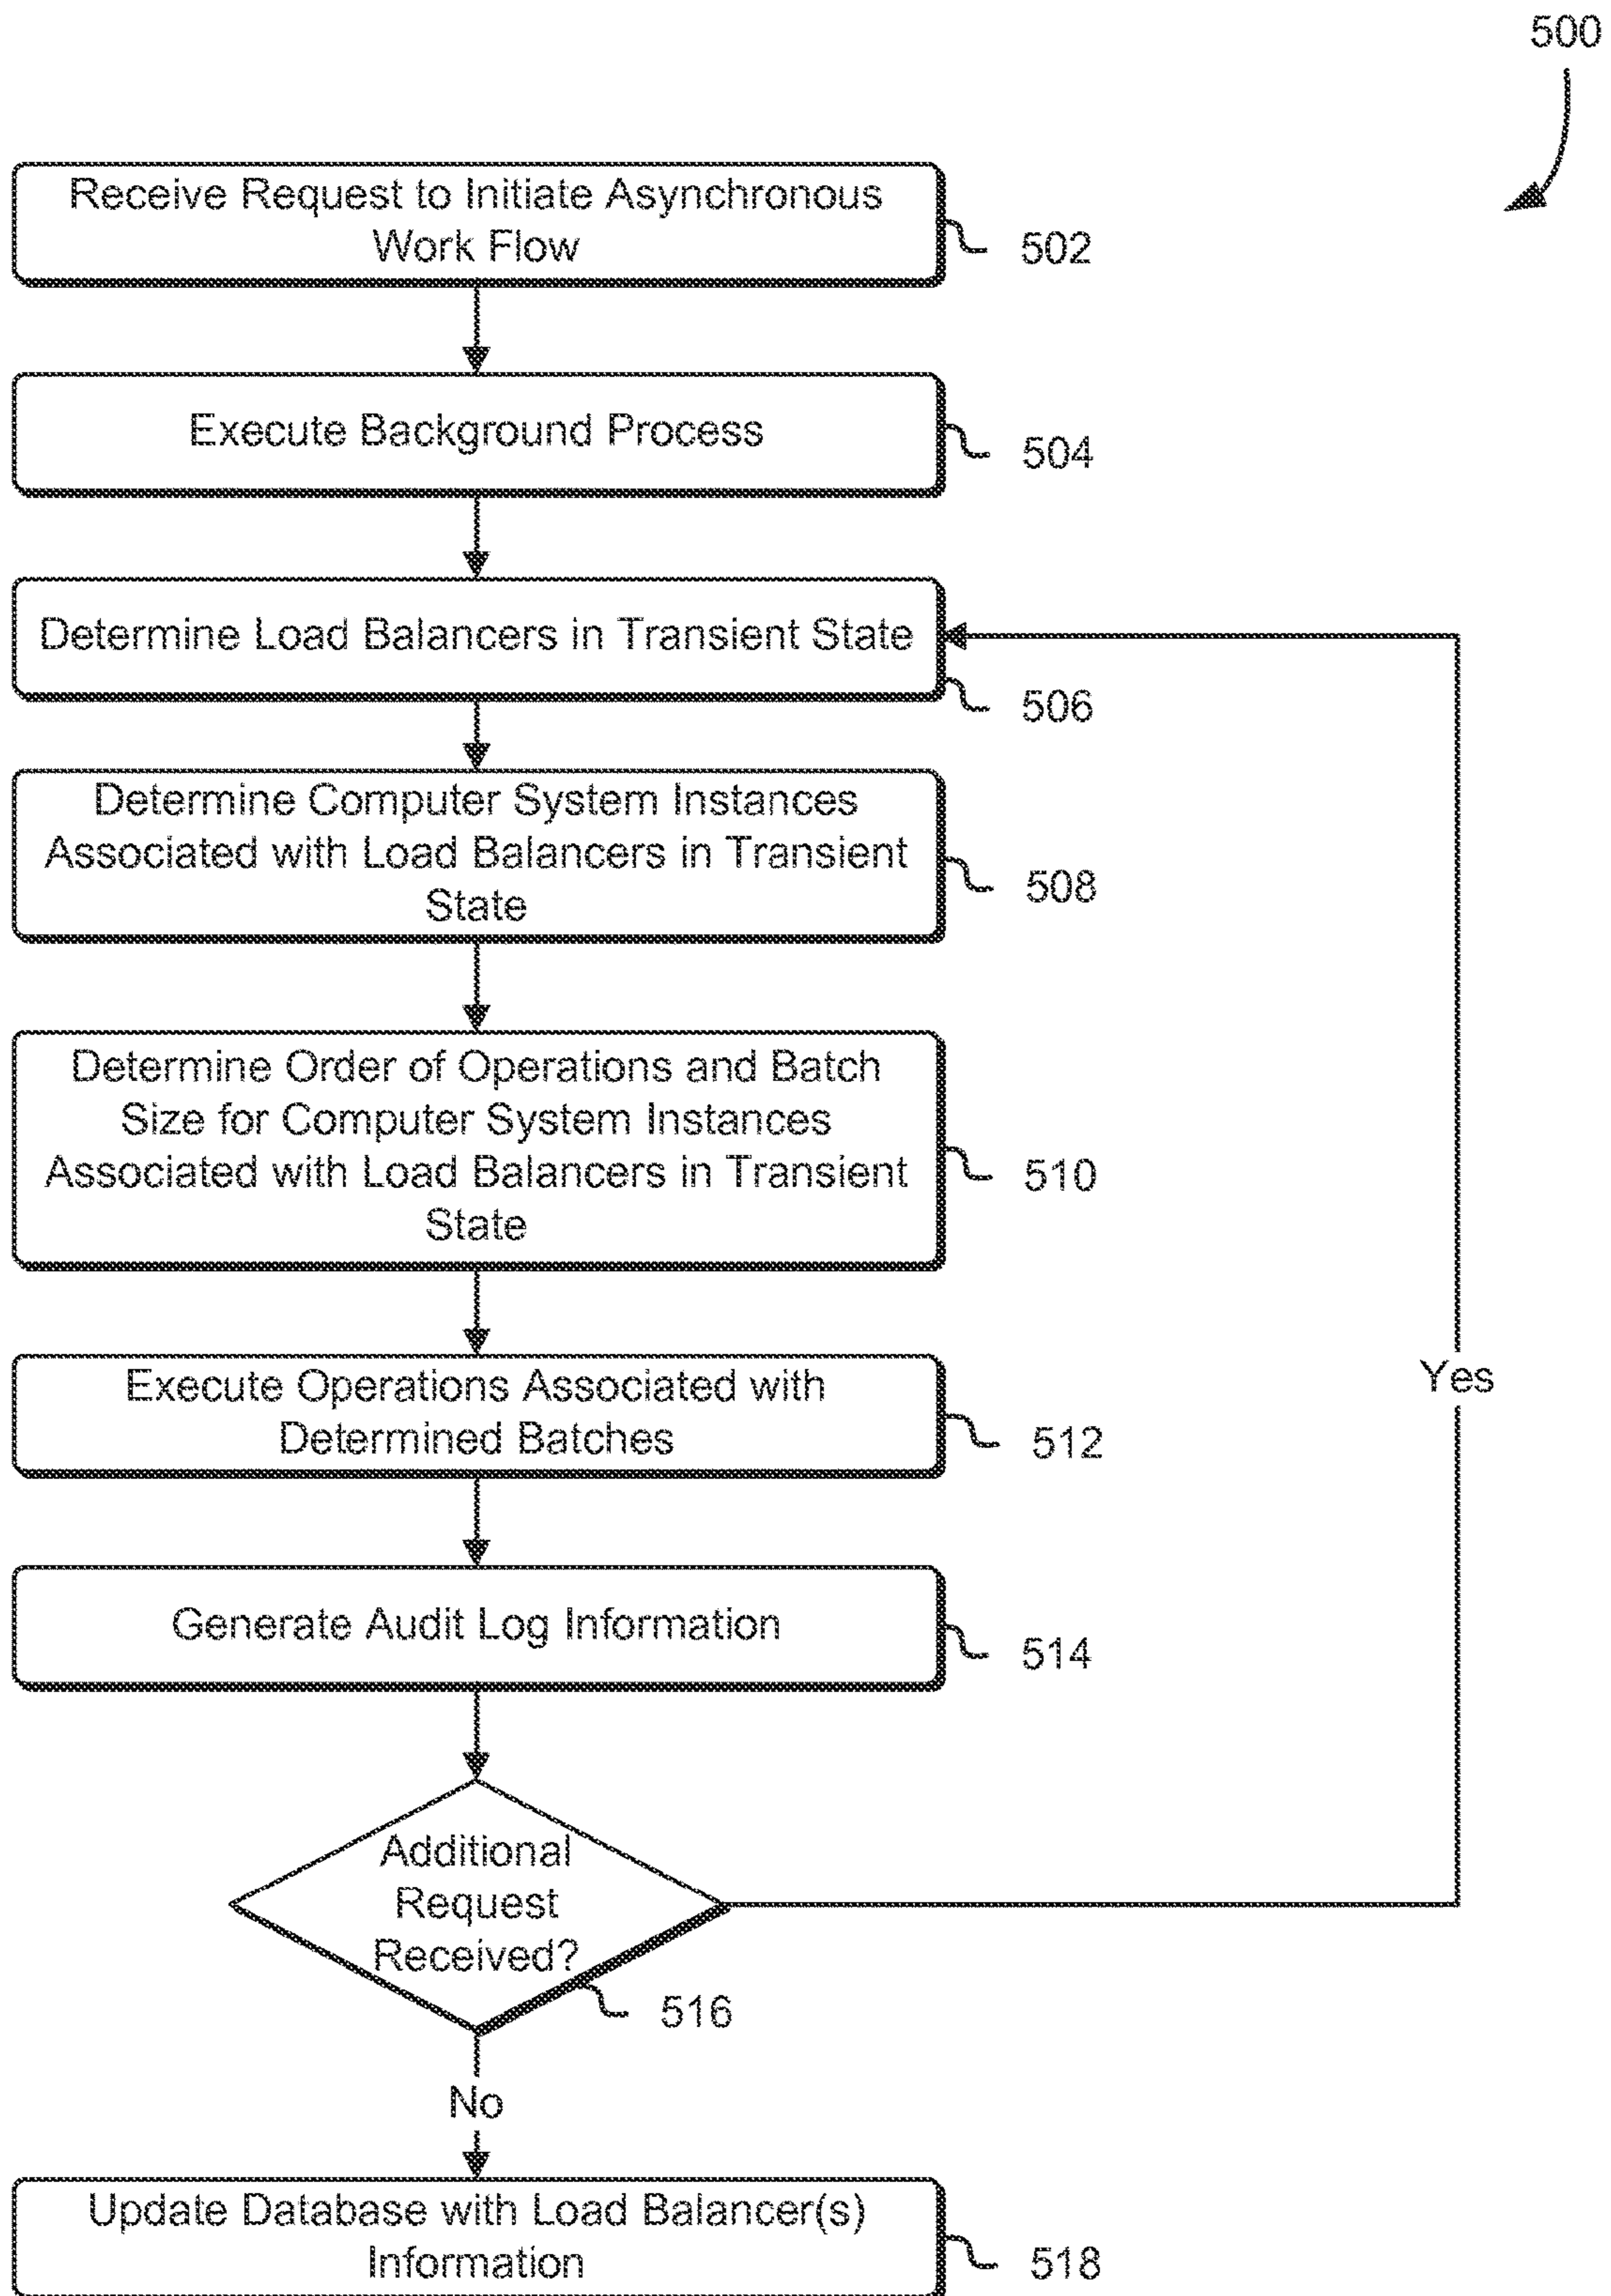 500
Receive Request to Initiate Asynchronous
Work Flow
502
Execute Background Process
504
Determine Load Balancers in Transient State
506
Determine Computer System Instances
Associated with Load Balancers in Transient
State
508
Determine Order of Operations and Batch
Size for Computer System Instances
Associated with Load Balancers in Transient
State
510
Execute Operations Associated with
Determined Batches
512
Yes
Generate Audit Log Information
514
Additional
Request
Received?
516
No
Update Database with Load Balancer(s)
Information
518